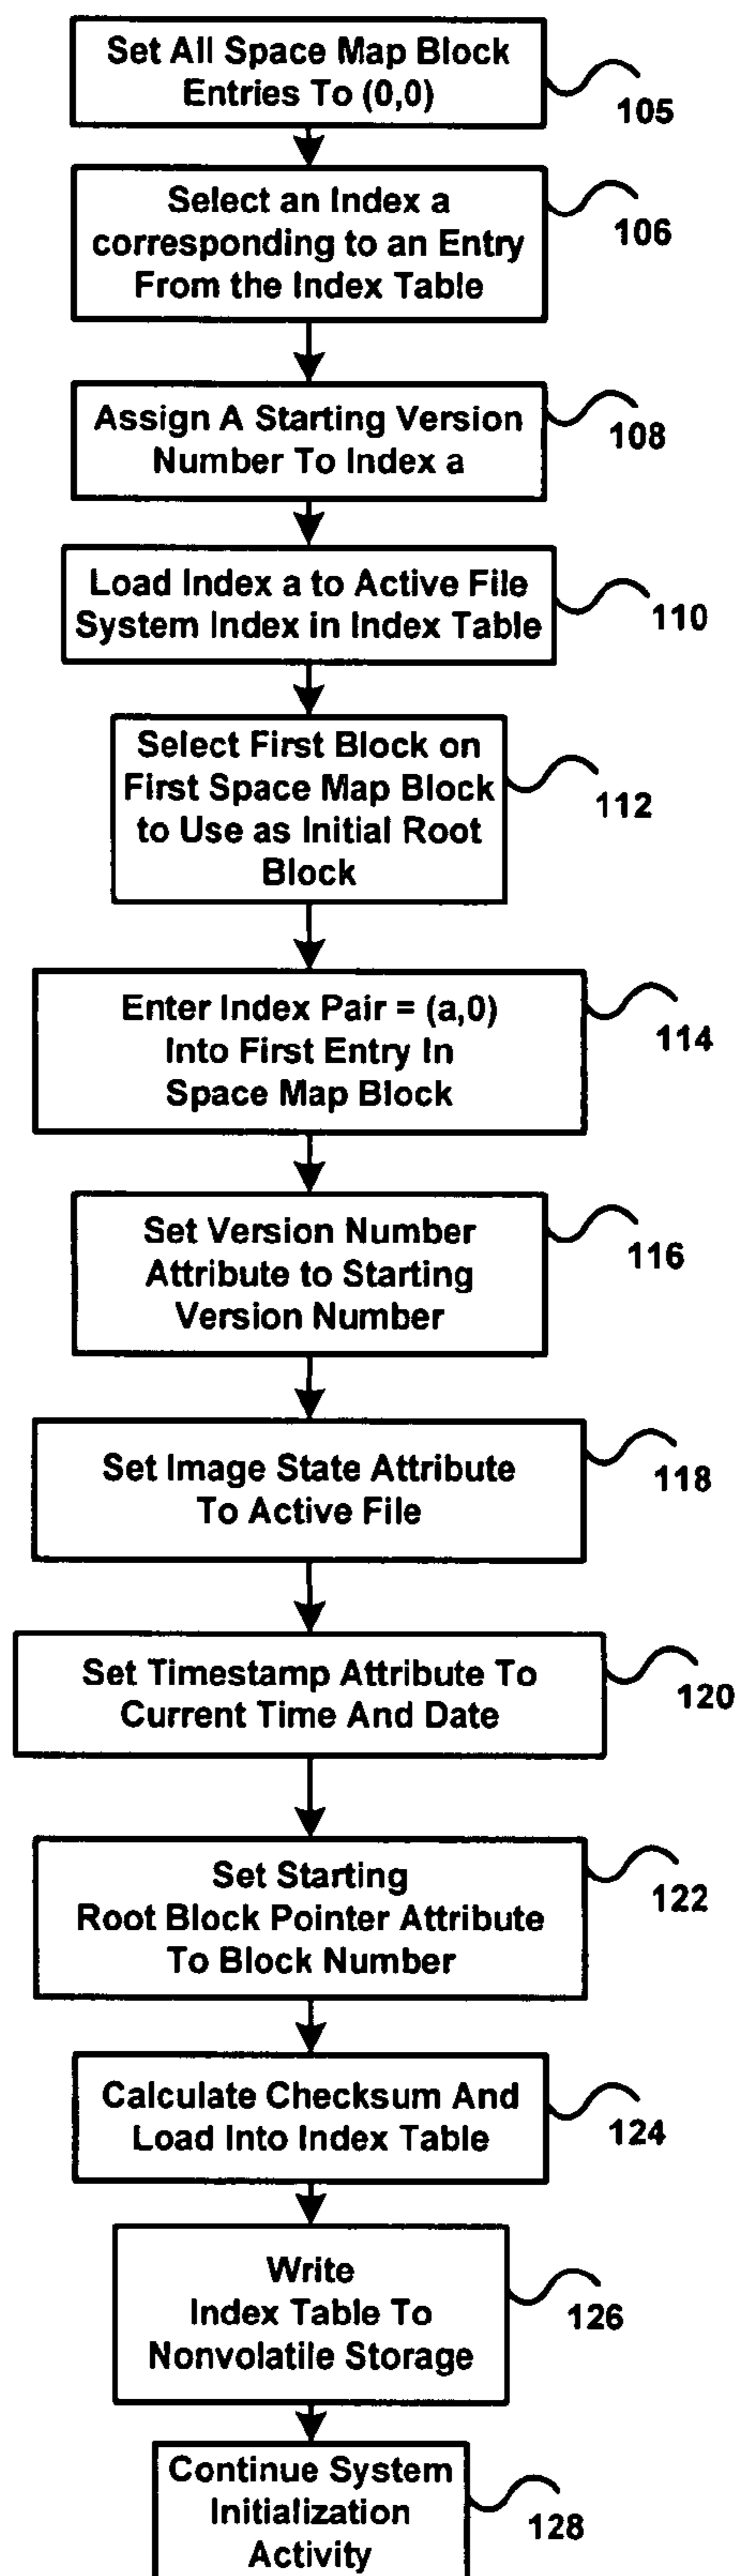 Set All Space Map Block
Entries To (0,0)
105
Select an Index a
corresponding to an Entry
From the Index Table
106
Assign A Starting Version
Number To Index a
108
Load Index a to Active File
System Index in Index Table
110
Select First Block on
First Space Map Block
to Use as Initial Root
Block
112
Enter Index Pair = (a,0)
Into First Entry In
Space Map Block
114
Set Version Number
Attribute to Starting
Version Number
116
Set Image State Attribute
To Active File
118
Set Timestamp Attribute To
Current Time And Date
120
Set Starting
Root Block Pointer Attribute
To Block Number
122
Calculate Checksum And
Load Into Index Table
124
Write
Index Table To
Nonvolatile Storage
126
Continue System
Initialization
Activity
128